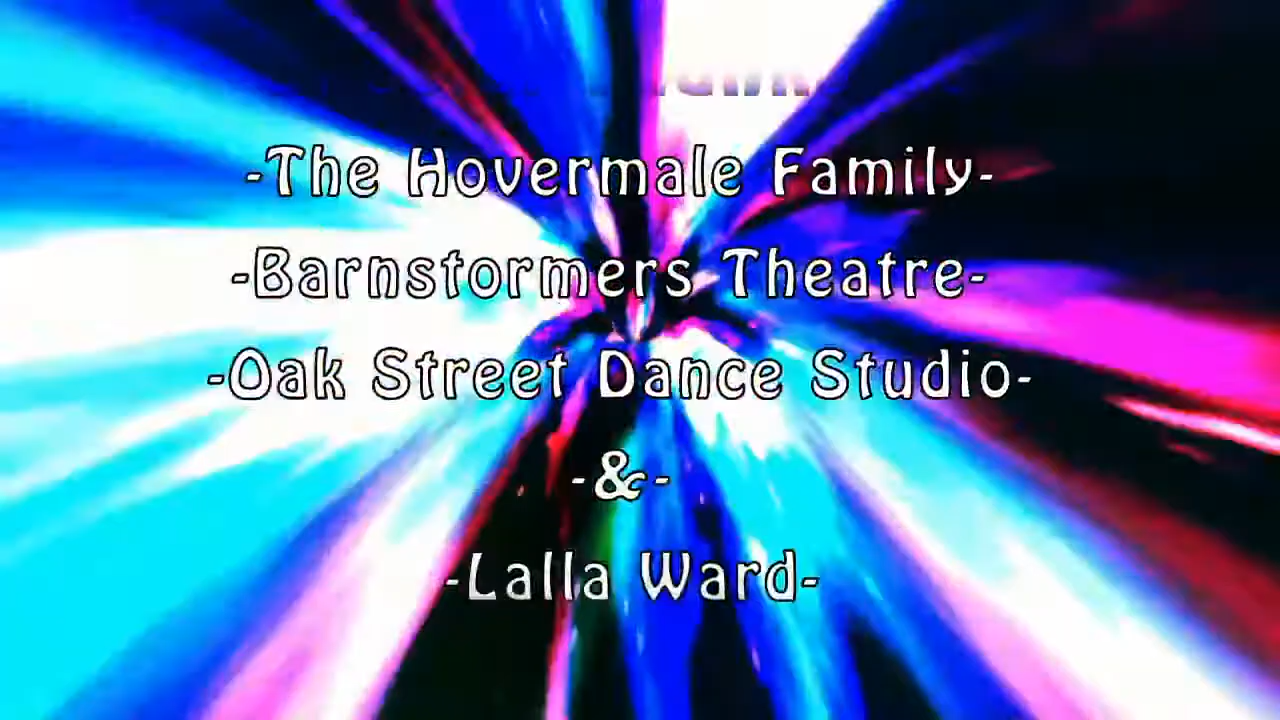 -The Hovermale Family-
-Barnstormers Theatre-
-Oak Street Dance Studio-
-&-
-Lalla Ward-